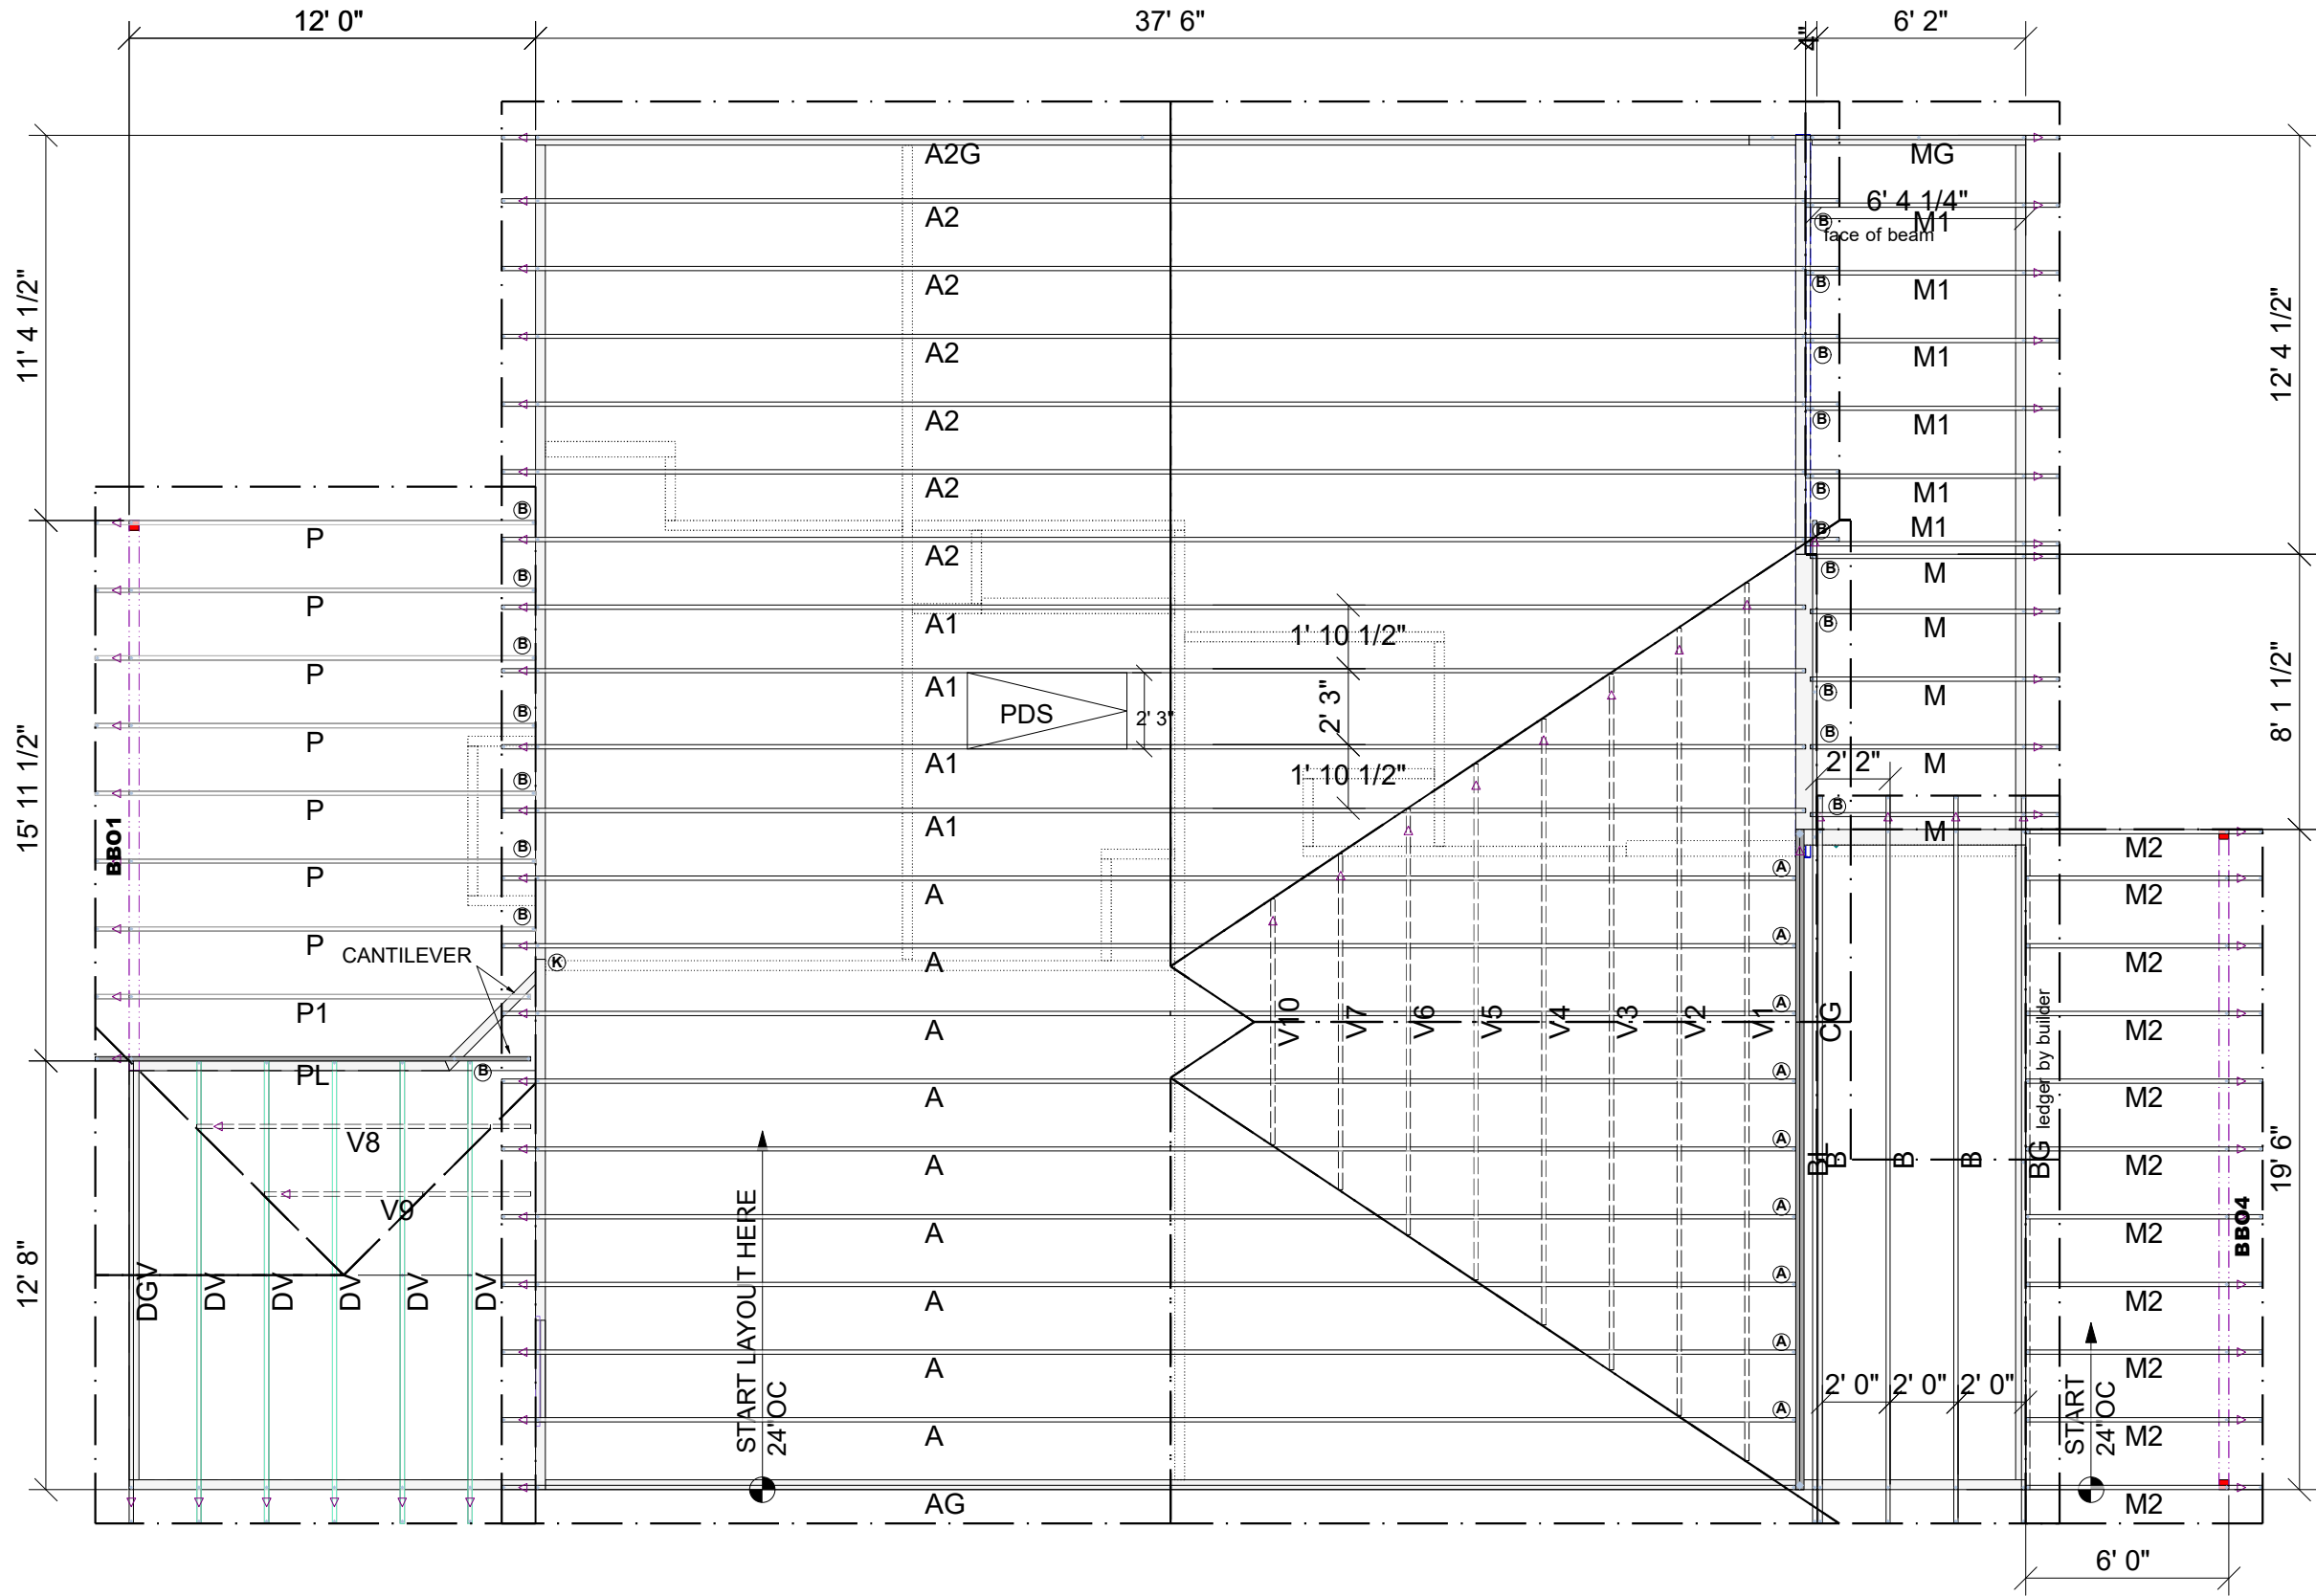 12' 0"
37' 6"
4"
6' 2"
A2G
MG
6' 4 1/4"
A2
B
M1
face of beam
A2
B
M1
11' 4 1/2"
12' 4 1/2"
A2
B
M1
A2
B
M1
A2
B
M1
B
P
B
M1
A2
B
M
B
P
A1
B
M
1' 10 1/2"
B
P
A1
B
M
PDS
2' 3"
2' 3"
8' 1 1/2"
B
P
A1
B
M
1' 10 1/2"
2' 2"
15' 11 1/2"
B
P
A1
B
M
BBO1
B
P
A
A
M2
B
P
A
A
M2
CANTILEVER
K
P1
A
A
M2
V10
V7
V6
V5
V4
V3
V2
V1
CG
ledger by builder
PL
B
A
A
M2
V8
A
A
M2
BL
B
B
B
BG
19' 6"
V9
A
A
M2
BBO4
12' 8"
DGV
DV
DV
DV
DV
DV
A
A
M2
START LAYOUT HERE
24"OC
A
A
M2
2' 0"
2' 0"
2' 0"
START
24"OC
A
A
M2
AG
M2
M2
6' 0"